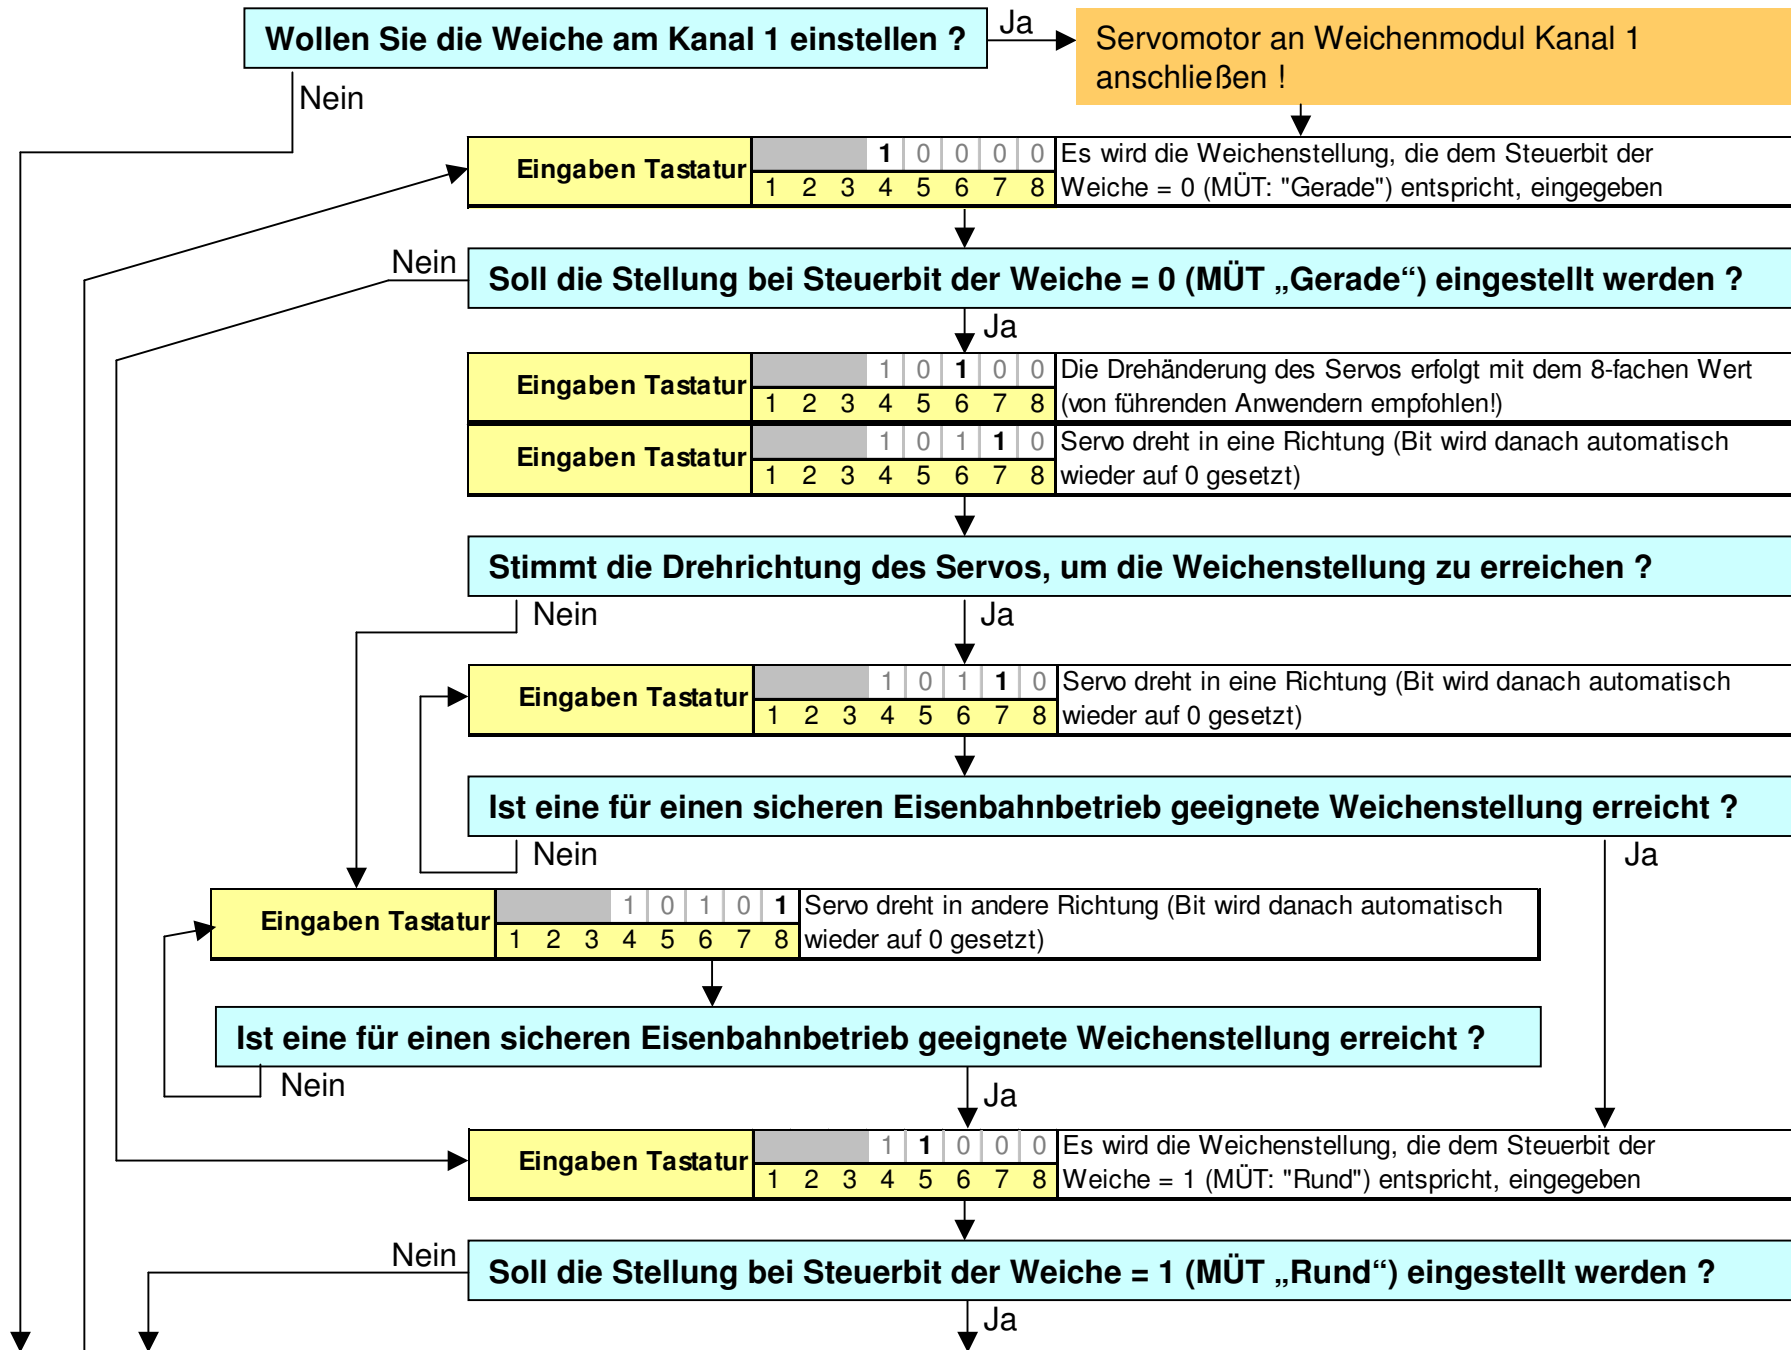 Wollen Sie die Weiche am Kanal 1 einstellen ?
Ja
Servomotor an Weichenmodul Kanal 1
anschließen !
Nein
Eingaben Tastatur
1 0 0 0 0
1 2 3 4 5 6 7 8
Es wird die Weichenstellung, die dem Steuerbit der
Weiche = 0 (MÜT: "Gerade") entspricht, eingegeben
Nein
Soll die Stellung bei Steuerbit der Weiche = 0 (MÜT „Gerade“) eingestellt werden ?
Ja
Eingaben Tastatur
1 0 1 0 0
1 2 3 4 5 6 7 8
Die Drehänderung des Servos erfolgt mit dem 8-fachen Wert
(von führenden Anwendern empfohlen!)
Eingaben Tastatur
1 0 1 1 0
1 2 3 4 5 6 7 8
Servo dreht in eine Richtung (Bit wird danach automatisch
wieder auf 0 gesetzt)
Stimmt die Drehrichtung des Servos, um die Weichenstellung zu erreichen ?
Nein
Ja
Eingaben Tastatur
1 0 1 1 0
1 2 3 4 5 6 7 8
Servo dreht in eine Richtung (Bit wird danach automatisch
wieder auf 0 gesetzt)
Ist eine für einen sicheren Eisenbahnbetrieb geeignete Weichenstellung erreicht ?
Nein
Ja
Eingaben Tastatur
1 0 1 0 1
1 2 3 4 5 6 7 8
Servo dreht in andere Richtung (Bit wird danach automatisch
wieder auf 0 gesetzt)
Ist eine für einen sicheren Eisenbahnbetrieb geeignete Weichenstellung erreicht ?
Nein
Ja
Eingaben Tastatur
1 1 0 0 0
1 2 3 4 5 6 7 8
Es wird die Weichenstellung, die dem Steuerbit der
Weiche = 1 (MÜT: "Rund") entspricht, eingegeben
Nein
Soll die Stellung bei Steuerbit der Weiche = 1 (MÜT „Rund“) eingestellt werden ?
Ja